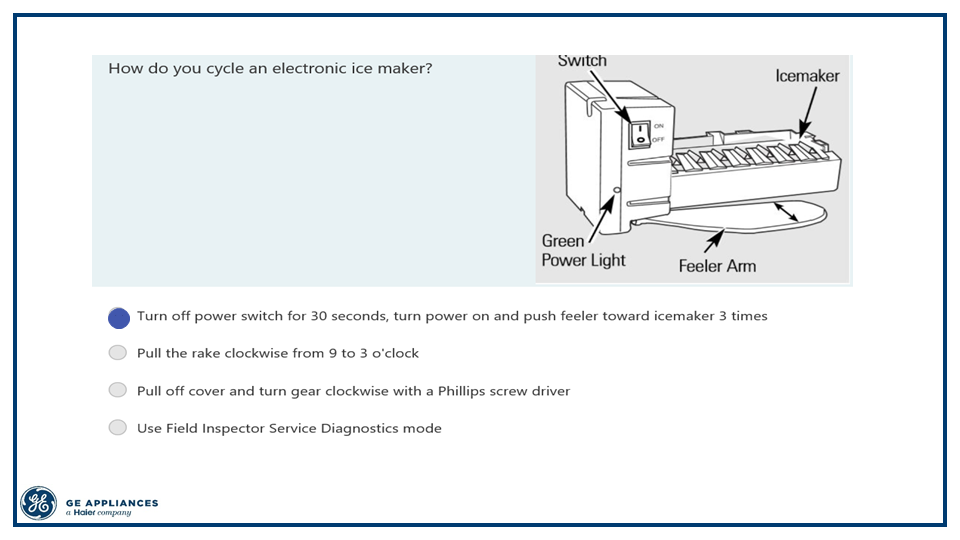 How do you cycle an electronic ice maker?
Switch
Icemaker
ON
OFF
Green
Power Light
Feeler Arm
Turn off power switch for 30 seconds, turn power on and push feeler toward icemaker 3 times
Pull the rake clockwise from 9 to 3 o'clock
Pull off cover and turn gear clockwise with a Phillips screw driver
Use Field Inspector Service Diagnostics mode
GE APPLIANCES
a Haier company